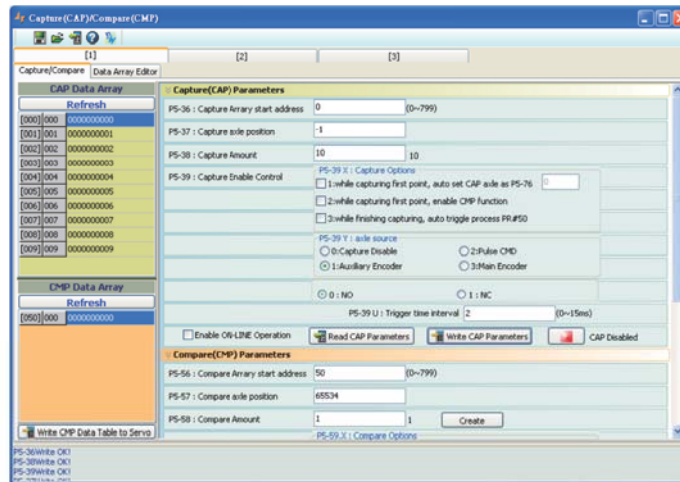 Capture(CAP)/Compare(CMP)
[1] [2] [3]
Capture/Compare Data Array Editor
CAP Data Array
Refresh
[000] 000 0000000000
[001] 001 0000000001
[002] 002 0000000002
[003] 003 0000000003
[004] 004 0000000004
[005] 005 0000000005
[006] 006 0000000006
[007] 007 0000000007
[008] 008 0000000008
[009] 009 0000000009
CMP Data Array
Refresh
[050] 000 0000000000
Write CMP Data Table to Servo
Capture(CAP) Parameters
P5-36 : Capture Arrary start address 0 (0~799)
P5-37 : Capture axle position -1
P5-38 : Capture Amount 10 10
P5-39 : Capture Enable Control
P5-39 X : Capture Options
1:while capturing first point, auto set CAP axle as P5-76 0
2:while capturing first point, enable CMP function
3:while finishing capturing, auto triggle process PR#50
P5-39 Y : axle source
0:Capture Disable 2:Pulse CMD
1:Auxiliary Encoder 3:Main Encoder
0 : NO 1 : NC
P5-39 U : Trigger time interval 2 (0~15ms)
Enable ON-LINE Operation Read CAP Parameters Write CAP Parameters CAP Disabled
Compare(CMP) Parameters
P5-56 : Compare Arrary start address 50 (0~799)
P5-57 : Compare axle position 65534
P5-58 : Compare Amount 1 1 Create
P5-59.X : Compare Options
P5-36Write OK!
P5-38Write OK!
P5-39Write OK!